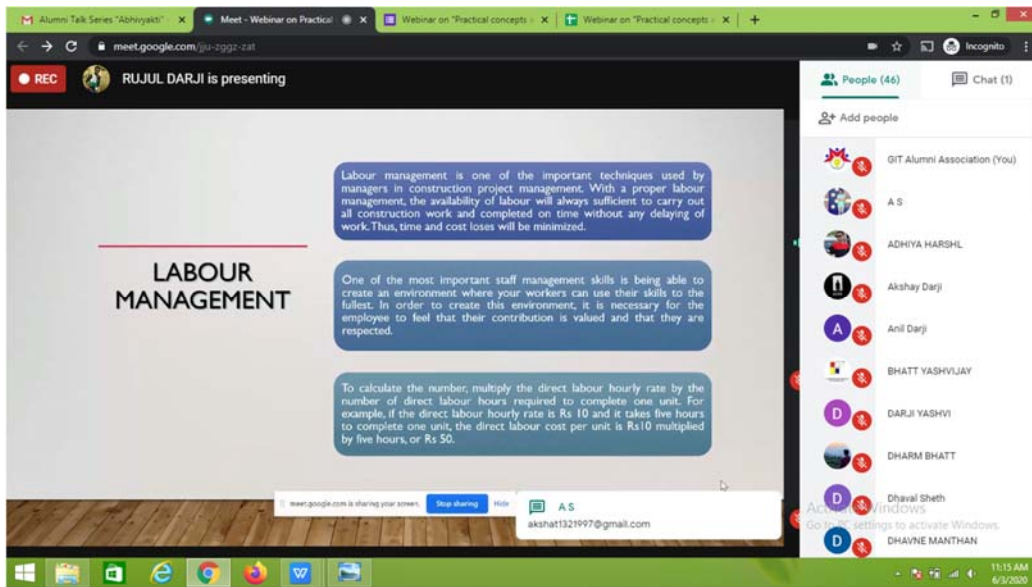 Alumni Talk Series "Abhivyakti"
Meet - Webinar on Practical
Webinar on "Practical concepts
Webinar on "Practical concepts
meet.google.com/jju-zggz-zat
Incognito
REC
RUJUL DARJI is presenting
People (46)
Chat (1)
Add people
GIT Alumni Association (You)
A S
ADHIYA HARSHL
Akshay Darji
A
Anil Darji
BHATT YASHVIJAY
D
DARJI YASHVI
DHARM BHATT
D
Dhaval Sheth
D
DHAVNE MANTHAN
LABOUR
MANAGEMENT
Labour management is one of the important techniques used by
managers in construction project management. With a proper labour
management, the availability of labour will always sufficient to carry out
all construction work and completed on time without any delaying of
work. Thus, time and cost loses will be minimized.
One of the most important staff management skills is being able to
create an environment where your workers can use their skills to the
fullest. In order to create this environment, it is necessary for the
employee to feel that their contribution is valued and that they are
respected.
To calculate the number, multiply the direct labour hourly rate by the
number of direct labour hours required to complete one unit. For
example, if the direct labour hourly rate is Rs 10 and it takes five hours
to complete one unit, the direct labour cost per unit is Rs10 multiplied
by five hours, or Rs 50.
meet.google.com is sharing your screen.
Stop sharing
Hide
A S
akshat1321997@gmail.com
Activate Windows
Go to PC settings to activate Windows.
11:15 AM
6/3/2020